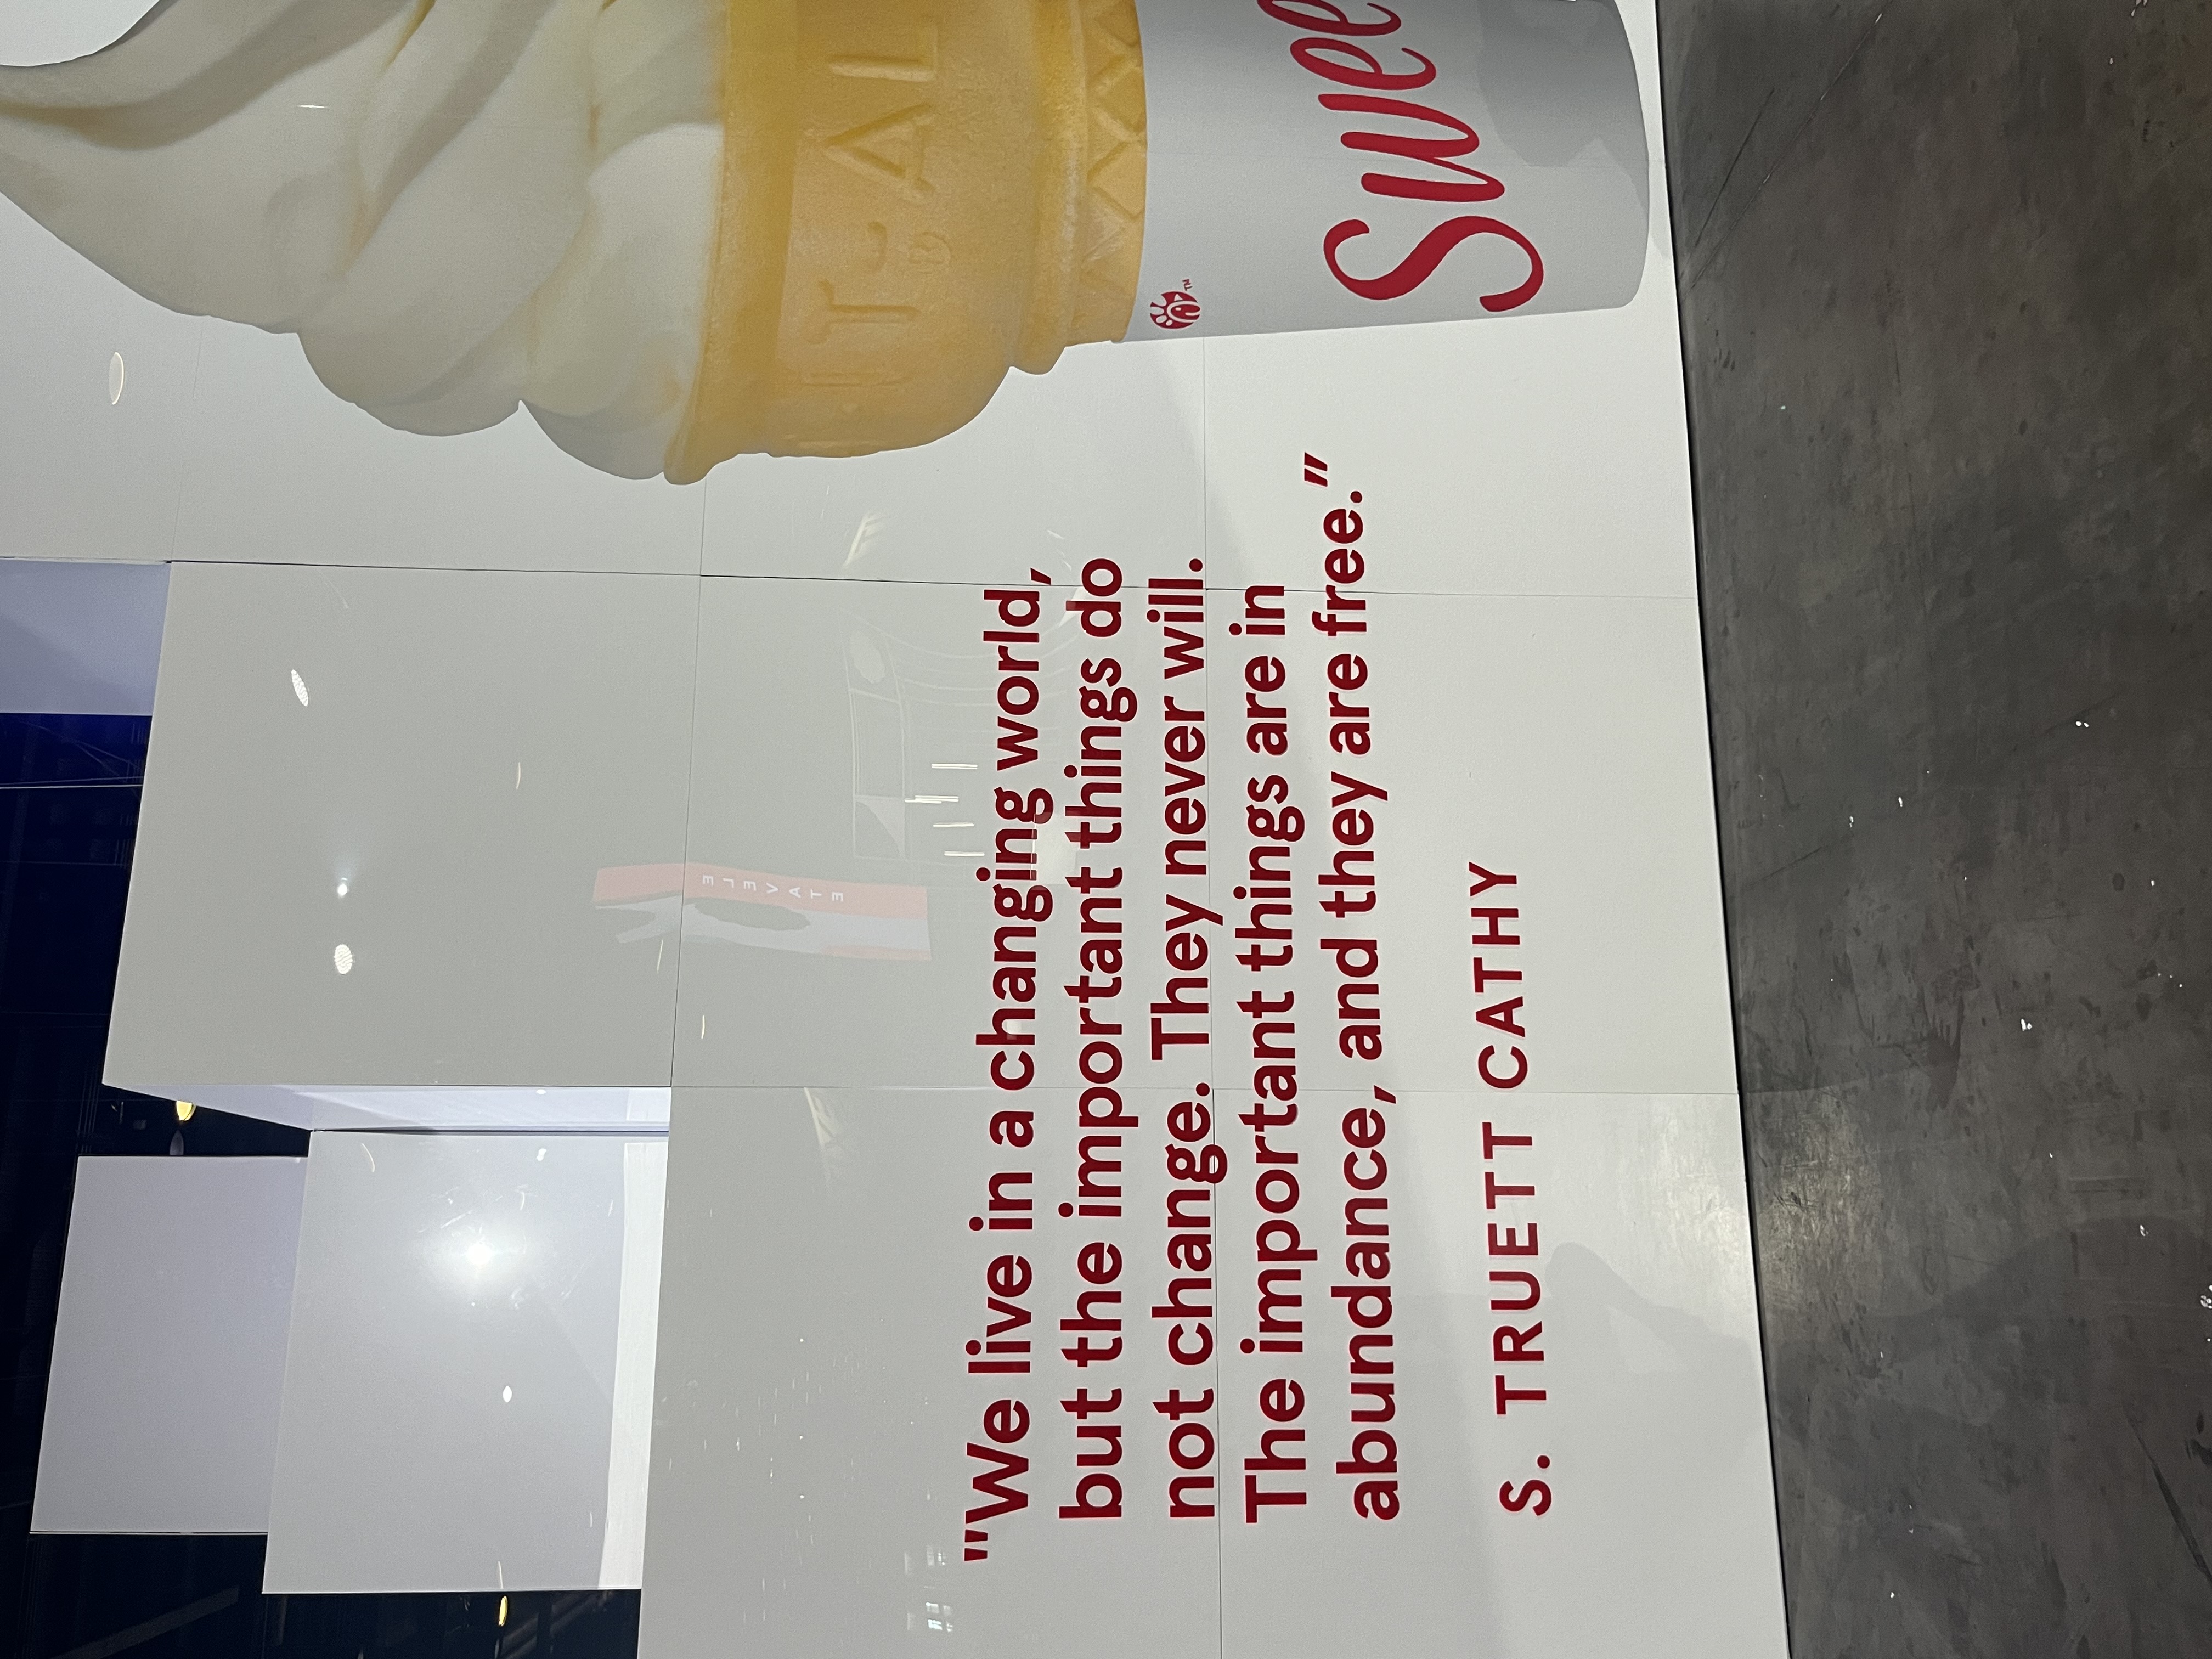 "We live in a changing world,
but the important things do
not change. They never will.
The important things are in
abundance, and they are free.”
S. TRUETT CATHY
ELEVATE